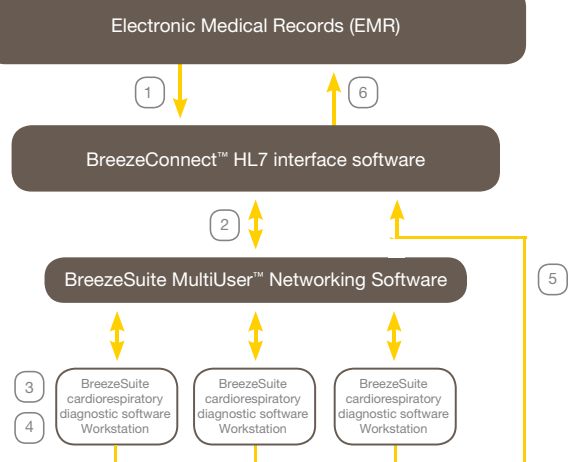 Electronic Medical Records (EMR)
1
6
BreezeConnect™ HL7 interface software
2
BreezeSuite MultiUser™ Networking Software
5
3
4
BreezeSuite
cardiorespiratory
diagnostic software
Workstation
BreezeSuite
cardiorespiratory
diagnostic software
Workstation
BreezeSuite
cardiorespiratory
diagnostic software
Workstation